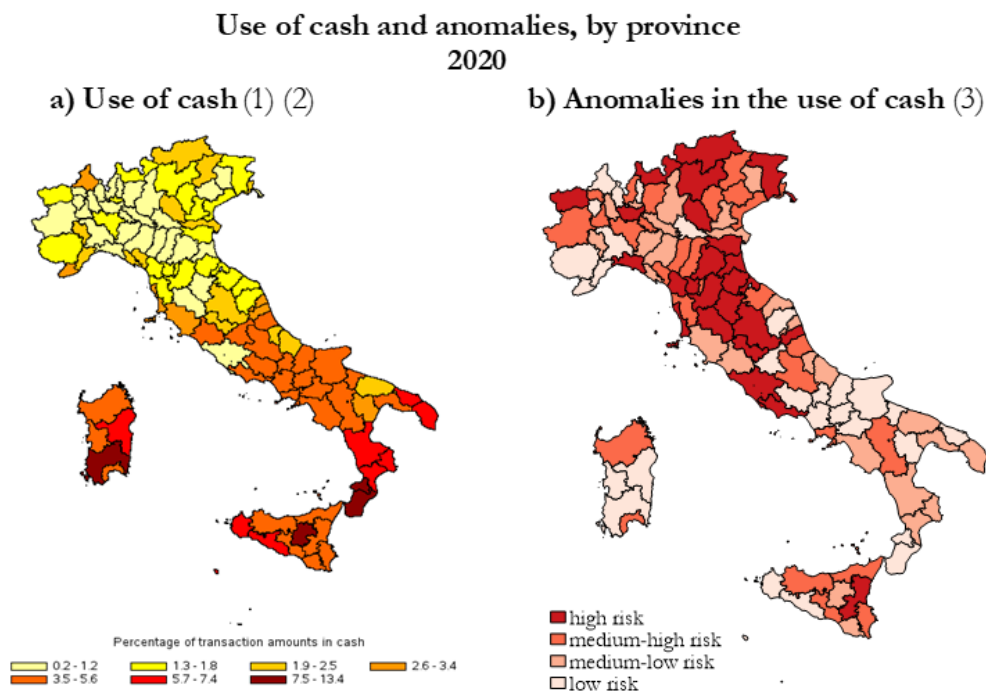 Use of cash and anomalies, by province
2020
a) Use of cash (1) (2)
b) Anomalies in the use of cash (3)
Percentage of transaction amounts in cash
0.2 - 1.2
1.3 - 1.8
1.9 - 2.5
2.6 - 3.4
3.5 - 5.6
5.7 - 7.4
7.5 - 13.4
high risk
medium-high risk
medium-low risk
low risk